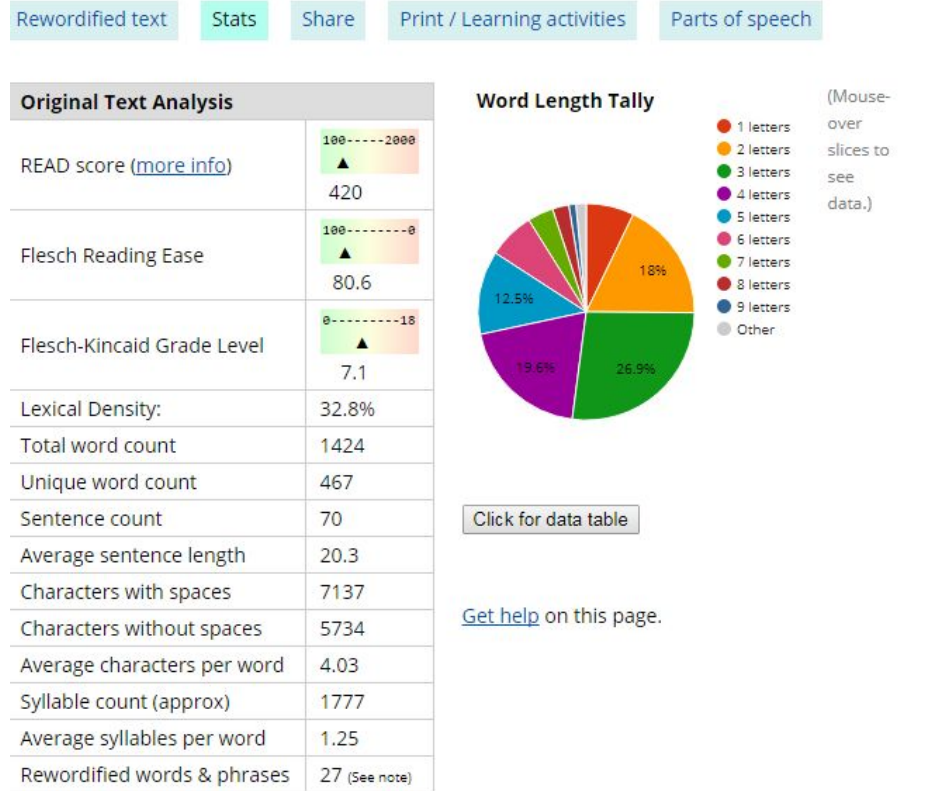 Rewordified text Stats Share Print / Learning activities Parts of speech
Original Text Analysis
READ score (more info) 100-----2000
420
Flesch Reading Ease 100--------0
80.6
Flesch-Kincaid Grade Level 0---------18
7.1
Lexical Density: 32.8%
Total word count 1424
Unique word count 467
Sentence count 70
Average sentence length 20.3
Characters with spaces 7137
Characters without spaces 5734
Average characters per word 4.03
Syllable count (approx) 1777
Average syllables per word 1.25
Rewordified words & phrases 27 (See note)
Word Length Tally
18%
26.9%
19.6%
12.5%
1 letters
2 letters
3 letters
4 letters
5 letters
6 letters
7 letters
8 letters
9 letters
Other
(Mouse-
over
slices to
see
data.)
Click for data table
Get help on this page.